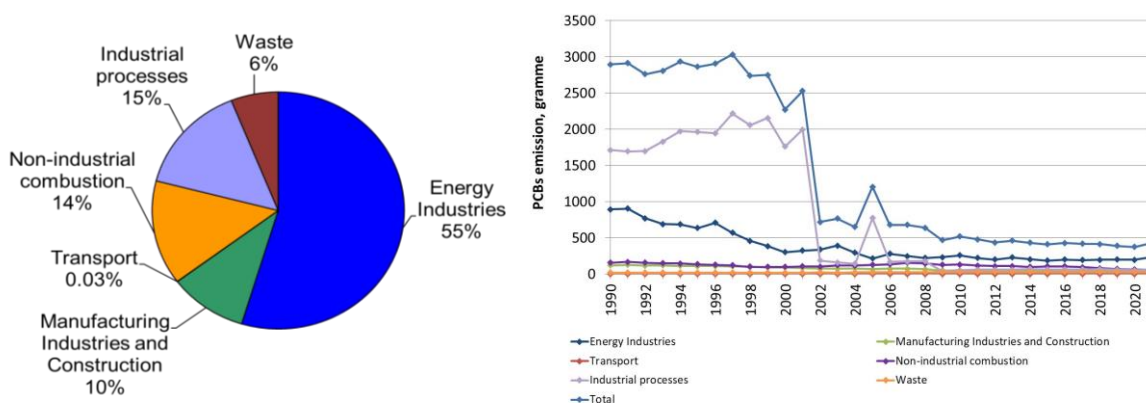 Waste
6%
Industrial
processes
15%
Non-industrial
combustion
14%
Transport
0.03%
Manufacturing
Industries and
Construction
10%
Energy
Industries
55%
PCBs emission, gramme
3500
3000
2500
2000
1500
1000
500
0
1990
1992
1994
1996
1998
2000
2002
2004
2006
2008
2010
2012
2014
2016
2018
2020
Energy Industries
Manufacturing Industries and Construction
Transport
Non-industrial combustion
Industrial processes
Waste
Total